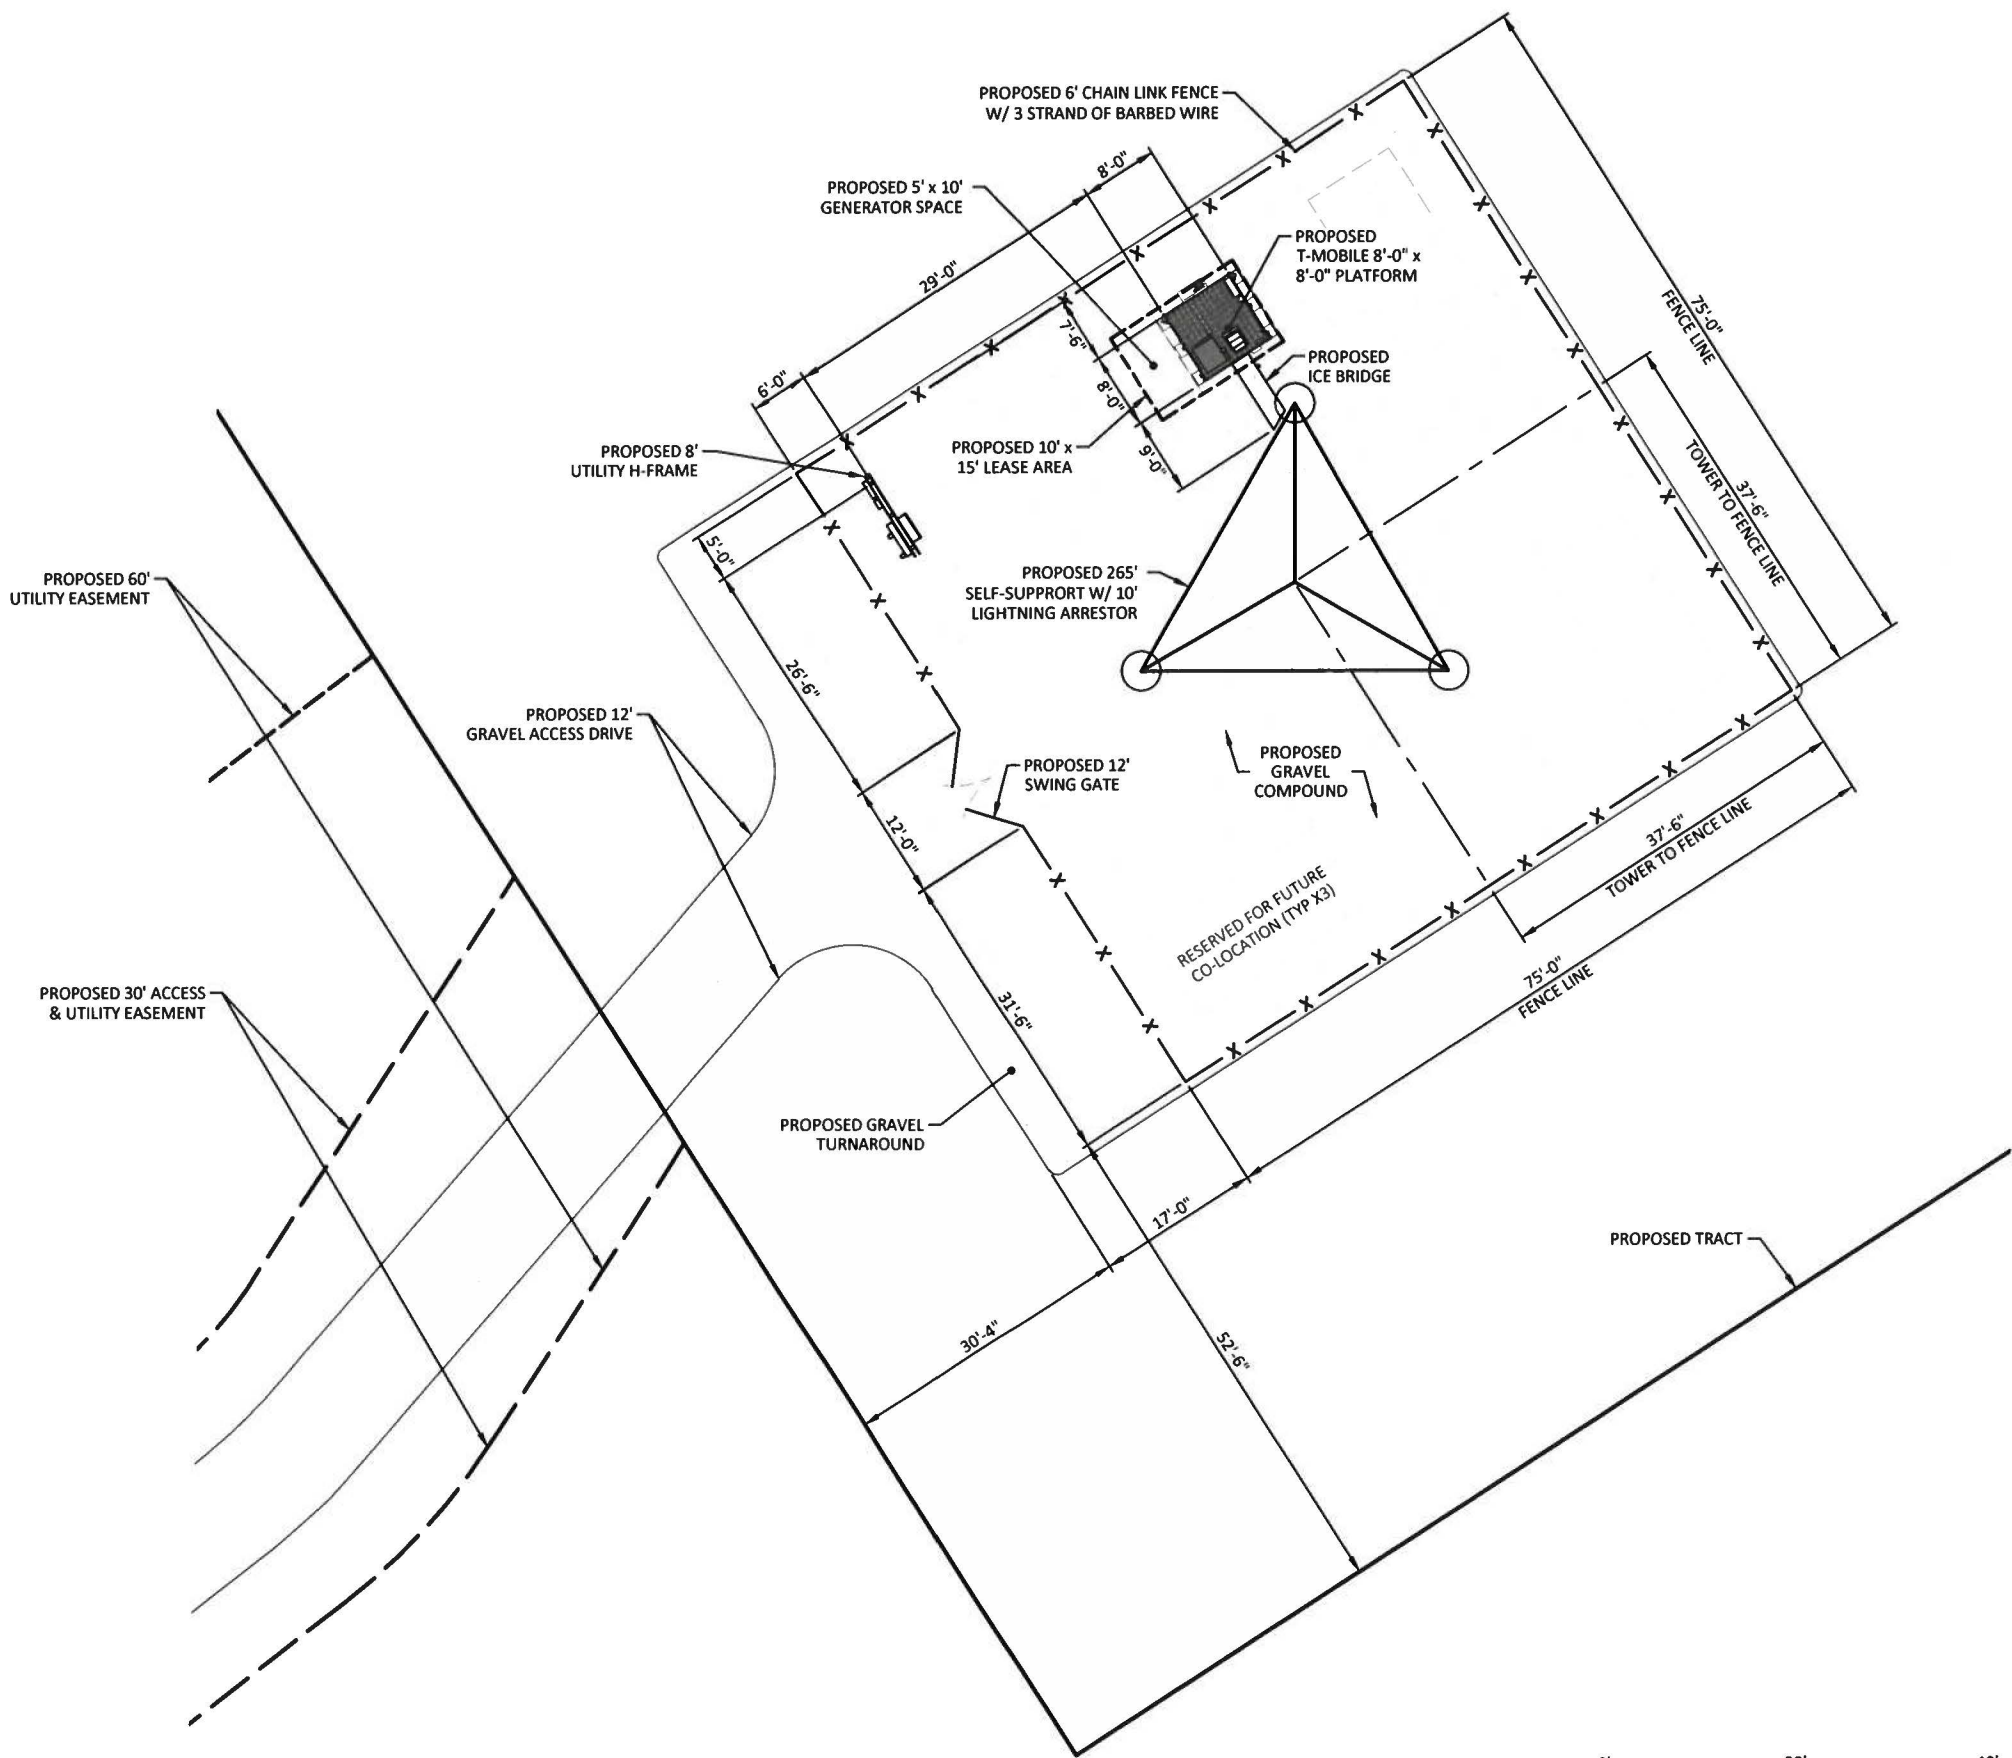 PROPOSED 6' CHAIN LINK FENCE
W/ 3 STRAND OF BARBED WIRE
8'-0"
PROPOSED 5' x 10'
GENERATOR SPACE
PROPOSED
T-MOBILE 8'-0" x
8'-0" PLATFORM
29'-0"
75'-0"
FENCE LINE
7'-6"
PROPOSED
ICE BRIDGE
6'-0"
8'-0"
PROPOSED 8'
UTILITY H-FRAME
PROPOSED 10' x
15' LEASE AREA
9'-0"
37'-6"
TOWER TO FENCE LINE
5'-0"
PROPOSED 60'
UTILITY EASEMENT
PROPOSED 265'
SELF-SUPPRORT W/ 10'
LIGHTNING ARRESTOR
26'-6"
PROPOSED 12'
GRAVEL ACCESS DRIVE
PROPOSED 12'
SWING GATE
PROPOSED
GRAVEL
COMPOUND
12'-0"
37'-6"
TOWER TO FENCE LINE
RESERVED FOR FUTURE
CO-LOCATION (TYP X3)
75'-0"
FENCE LINE
PROPOSED 30' ACCESS
& UTILITY EASEMENT
31'-6"
PROPOSED GRAVEL
TURNAROUND
17'-0"
PROPOSED TRACT
30'-4"
52'-6"